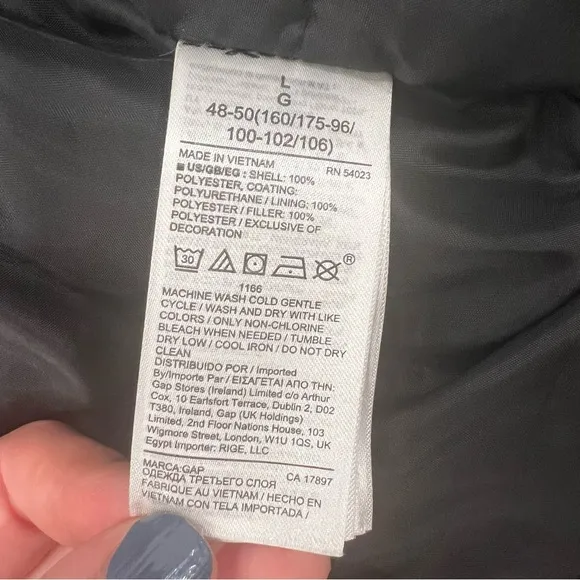 L
G
48-50(160/175-96/
100-102/106)
MADE IN VIETNAM RN 54023
US/GB/EG : SHELL: 100%
POLYESTER, COATING:
POLYURETHANE / LINING: 100%
POLYESTER / FILLER: 100%
POLYESTER / EXCLUSIVE OF
DECORATION
30
®
1166
MACHINE WASH COLD GENTLE
CYCLE / WASH AND DRY WITH LIKE
COLORS / ONLY NON-CHLORINE
BLEACH WHEN NEEDED / TUMBLE
DRY LOW / COOL IRON / DO NOT DRY
CLEAN
DISTRIBUIDO POR / Imported
By/Importe Par / ΕΙΣΑΓΕΤΑΙ ΑΠΟ ΤΗΝ:
Gap Stores (Ireland) Limited c/o Arthur
Cox, 10 Earlsfort Terrace, Dublin 2, D02
T380, Ireland, Gap (UK Holdings)
Limited, 2nd Floor Nations House, 103
Wigmore Street, London, W1U 1QS, UK
Egypt Importer: RIGE, LLC
MARCA:GAP CA 17897
ОДЕЖДА ТРЕТЬЕГО СЛОЯ
FABRIQUE AU VIETNAM / HECHO EN
VIETNAM CON TELA IMPORTADA /